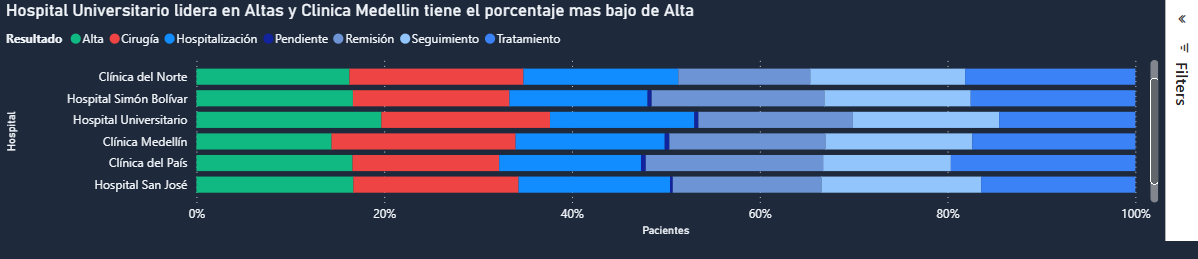 Hospital Universitario lidera en Altas y Clinica Medellin tiene el porcentaje mas bajo de Alta
Resultado Alta Cirugía Hospitalización Pendiente Remisión Seguimiento Tratamiento
Hospital
Clínica del Norte
Hospital Simón Bolívar
Hospital Universitario
Clínica Medellín
Clínica del País
Hospital San José
0% 20% 40% 60% 80% 100%
Pacientes
Filters